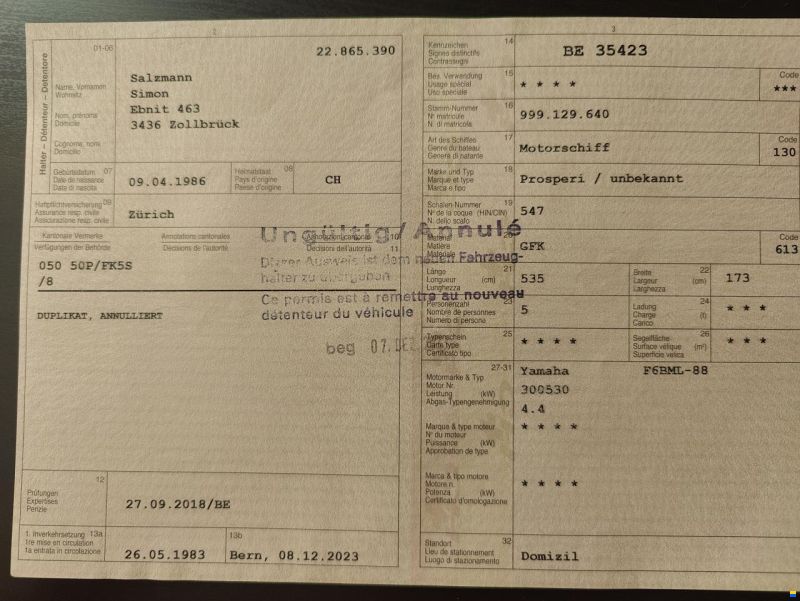 2
01-06
22.865.390
Halter – Détenteur – Detentore
Name, Vornamen
Wohnsitz
Nom, prénoms
Domicile
Cognome, nomi
Domicilio
Salzmann
Simon
Ebnit 463
3436 Zollbrück
Geburtsdatum 07
Date de naissance
Data di nascita
09.04.1986
Heimatstaat 08
Pays d'origine
Paese d'origine
CH
Haftpflichtversicherung 09
Assurance resp. civile
Assicurazione resp. civile
Zürich
Kantonale Vermerke Annotations cantonales Annotazioni cantonali 10
Verfügungen der Behörde Décisions de l'autorité Decisioni dell'autorità 11
050 50P/FK5S
/8
DUPLIKAT, ANNULLIERT
Ungültig/Annulé
Dieser Ausweis ist dem neuen Fahrzeug-
halter zu übergeben
Ce permis est à remettre au nouveau
détenteur du véhicule
beg 07. DEZ.
12
Prüfungen
Expertises
Perizie
27.09.2018/BE
1. Inverkehrsetzung 13a
1re mise en circulation
1a entrata in circolazione
26.05.1983
13b
Bern, 08.12.2023
3
Kennzeichen 14
Signes distinctifs
Contrassegni
BE 35423
Bes. Verwendung 15
Usage spécial
Uso speciale
* * * *
Code
***
Stamm-Nummer 16
N° matricule
N. di matricola
999.129.640
Art des Schiffes 17
Genre du bateau
Genere di natante
Motorschiff
Code
130
Marke und Typ 18
Marque et type
Marca e tipo
Prosperi / unbekannt
Schalen-Nummer 19
N° de la coque (HIN/CIN)
N. dello scafo
547
Material 20
Matière
Materiale
GFK
Code
613
Länge 21
Longueur (cm)
Lunghezza
535
Breite 22
Largeur (cm)
Larghezza
173
Personenzahl 23
Nombre de personnes
Numero di persone
5
Ladung 24
Charge (t)
Carico
* * *
Typenschein 25
Carte type
Certificato tipo
* * * *
Segelfläche 26
Surface vélique (m²)
Superficie velica
* * *
27-31
Motormarke & Typ
Motor Nr.
Leistung (kW)
Abgas-Typengenehmigung
Yamaha F6BML-88
300530
4.4
Marque & type moteur
N° du moteur
Puissance (kW)
Approbation de type
* * * *
Marca & tipo motore
Motore n.
Potenza (kW)
Certificato d'omologazione
* * * *
Standort 32
Lieu de stationnement
Luogo di stazionamento
Domizil